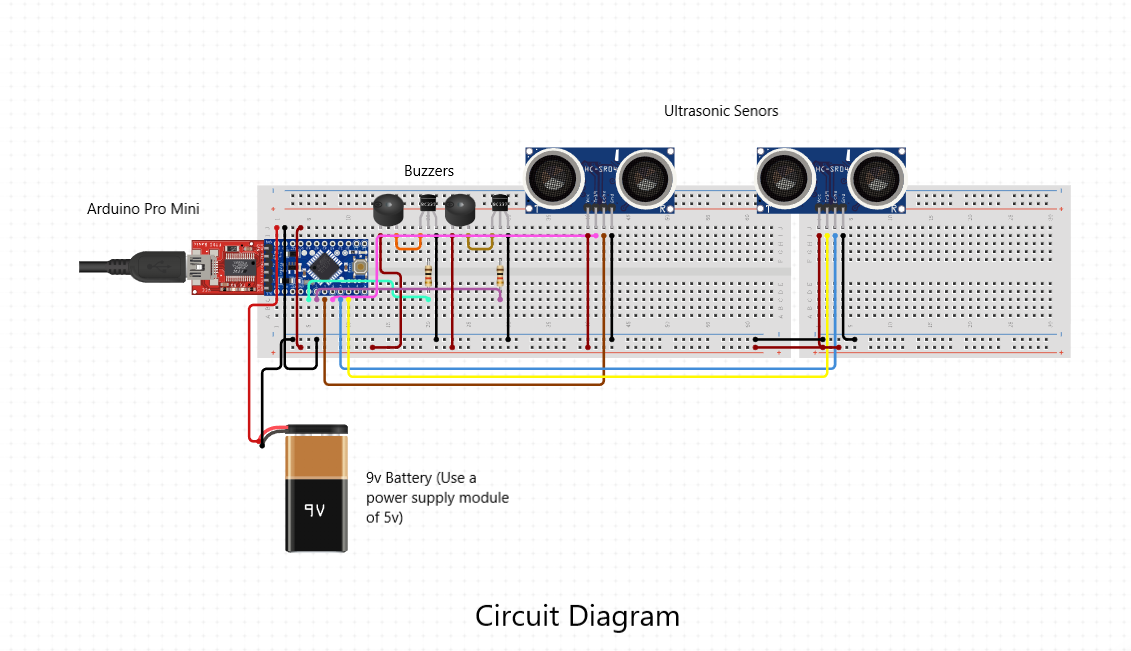 Ultrasonic Senors
Buzzers
HC-SR04
HC-SR04
Arduino Pro Mini
9v Battery (Use a
power supply module
of 5v)
9V
Circuit Diagram